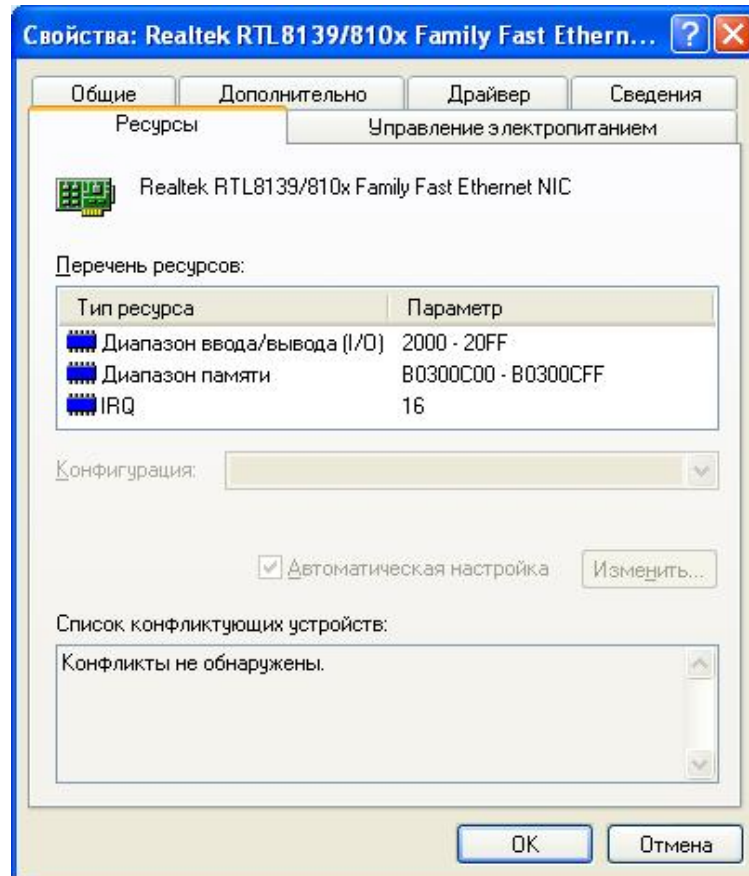 Свойства: Realtek RTL8139/810x Family Fast Ethern...
Общие Дополнительно Драйвер Сведения
Ресурсы Управление электропитанием
Realtek RTL8139/810x Family Fast Ethernet NIC
Перечень ресурсов:
Тип ресурса Параметр
Диапазон ввода/вывода (I/O) 2000 - 20FF
Диапазон памяти B0300C00 - B0300CFF
IRQ 16
Конфигурация:
Автоматическая настройка Изменить...
Список конфликтующих устройств:
Конфликты не обнаружены.
OK Отмена